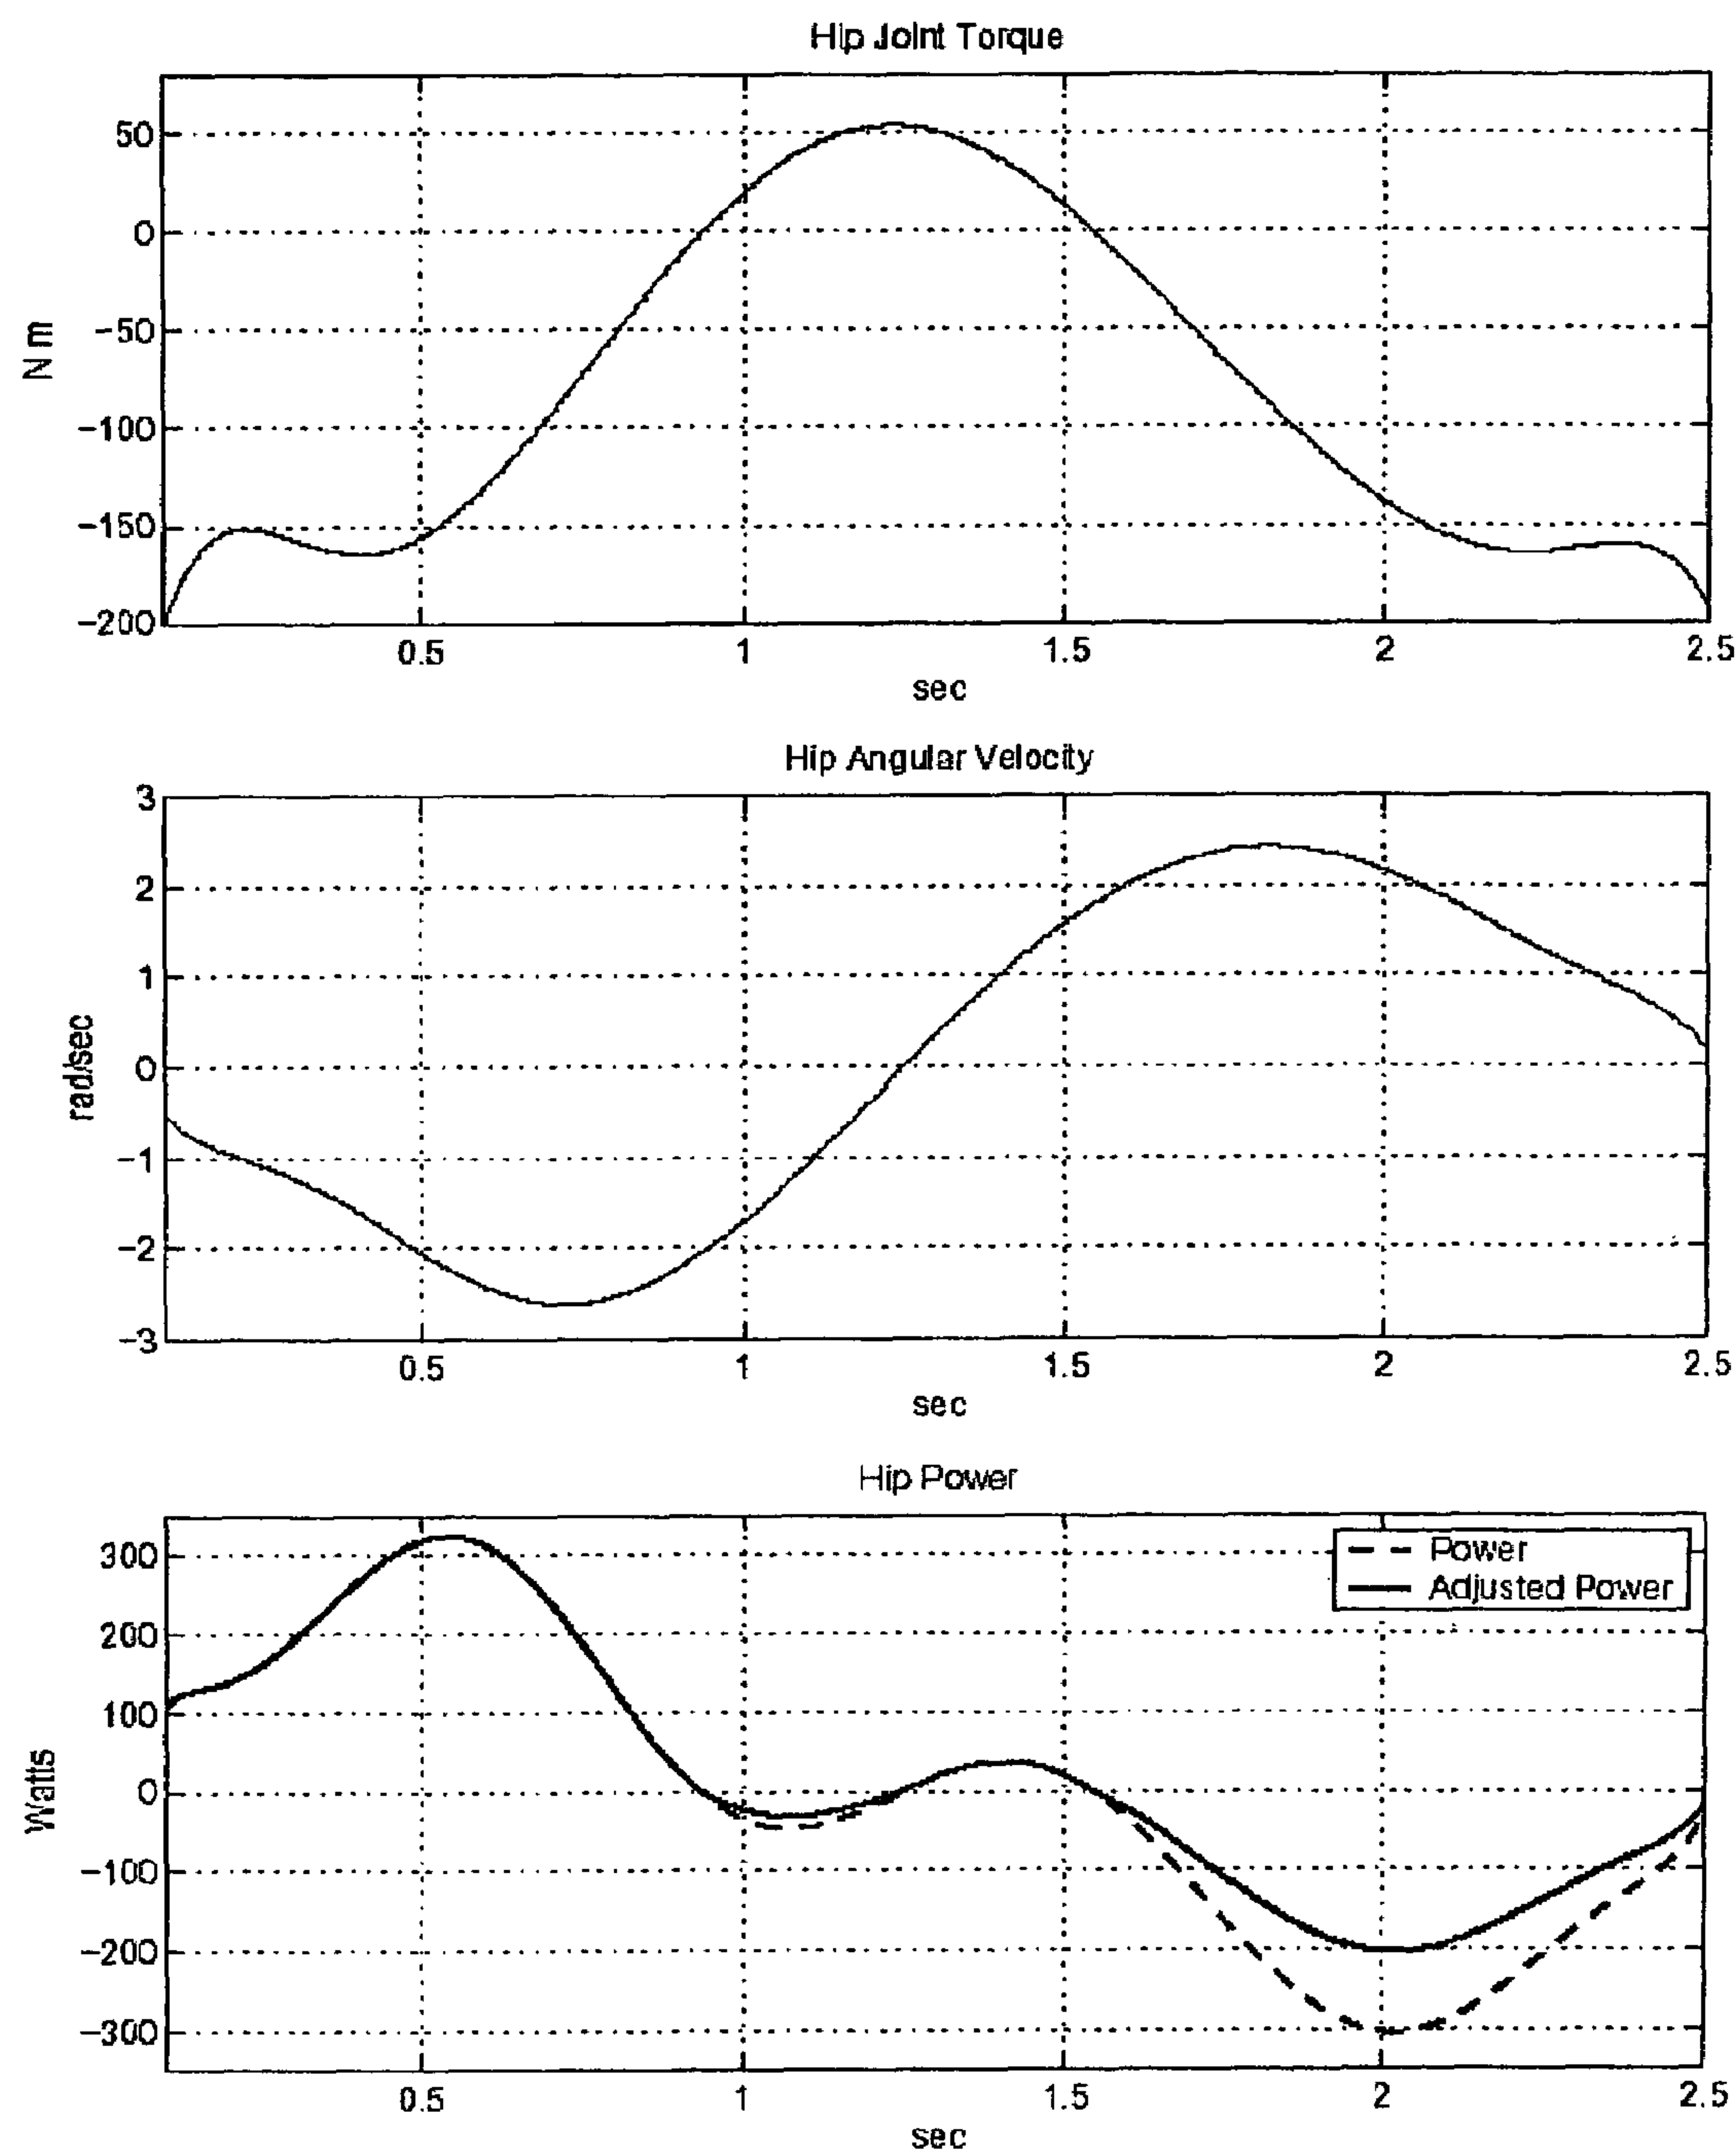 Hip Joint Torque
50
0
−50
−100
−150
−200
N m
0.5 1 1.5 2 2.5
sec
Hip Angular Velocity
3
2
1
0
−1
−2
−3
rad/sec
0.5 1 1.5 2 2.5
sec
Hip Power
300
200
100
0
−100
−200
−300
Watts
Power
Adjusted Power
0.5 1 1.5 2 2.5
sec